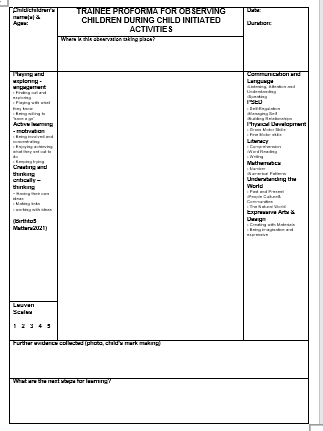 Child/children's
name(s) &
Ages:
TRAINEE PROFORMA FOR OBSERVING
CHILDREN DURING CHILD INITIATED
ACTIVITIES
Where is this observation taking place?
Date:
Duration:
Playing and
exploring -
engagement
- Finding out and
exploring
- Playing with what
they know
- Being willing to
'have a go'
Active learning
- motivation
- Being involved and
concentrating
- Enjoying achieving
what they set out to
do
- Keeping trying
Creating and
thinking
critically –
thinking
- Having their own
ideas
- Making links
- working with ideas
(Birthto5
Matters2021)
Leuven
Scales
1 2 3 4 5
Communication and
Language
-Listening, Attention and
Understanding
-Speaking
PSED
-Self-Regulation
-Managing Self
-Building Relationships
Physical Development
- Gross Motor Skills
- Fine Motor skills
Literacy
- Comprehension
-Word Reading
- Writing
Mathematics
- Number
-Numerical Patterns
Understanding the
World
- Past and Present
-People Culture&
Communities
- The Natural World
Expressive Arts &
Design
- Creating with Materials
- Being imagination and
expressive
Further evidence collected (photo, child's mark making)
What are the next steps for learning?